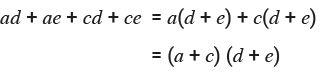 ad + ae + cd + ce = a(d + e) + c(d + e)
= (a + c) (d + e)